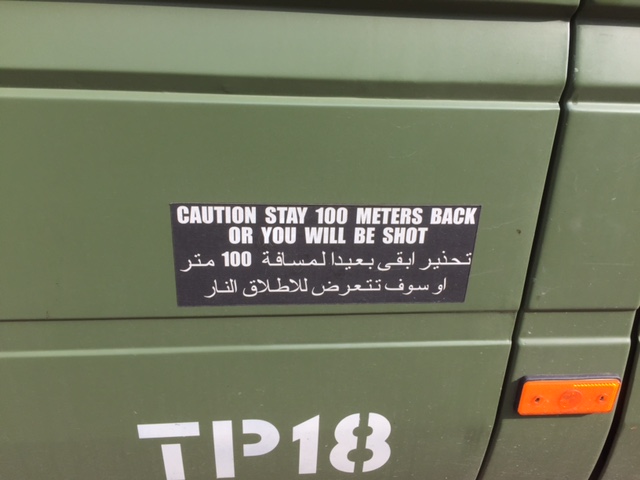 CAUTION STAY 100 METERS BACK
OR YOU WILL BE SHOT
تحذير ابقى بعيدا لمسافة 100 متر
او سوف تتعرض للاطلاق النار
TP18